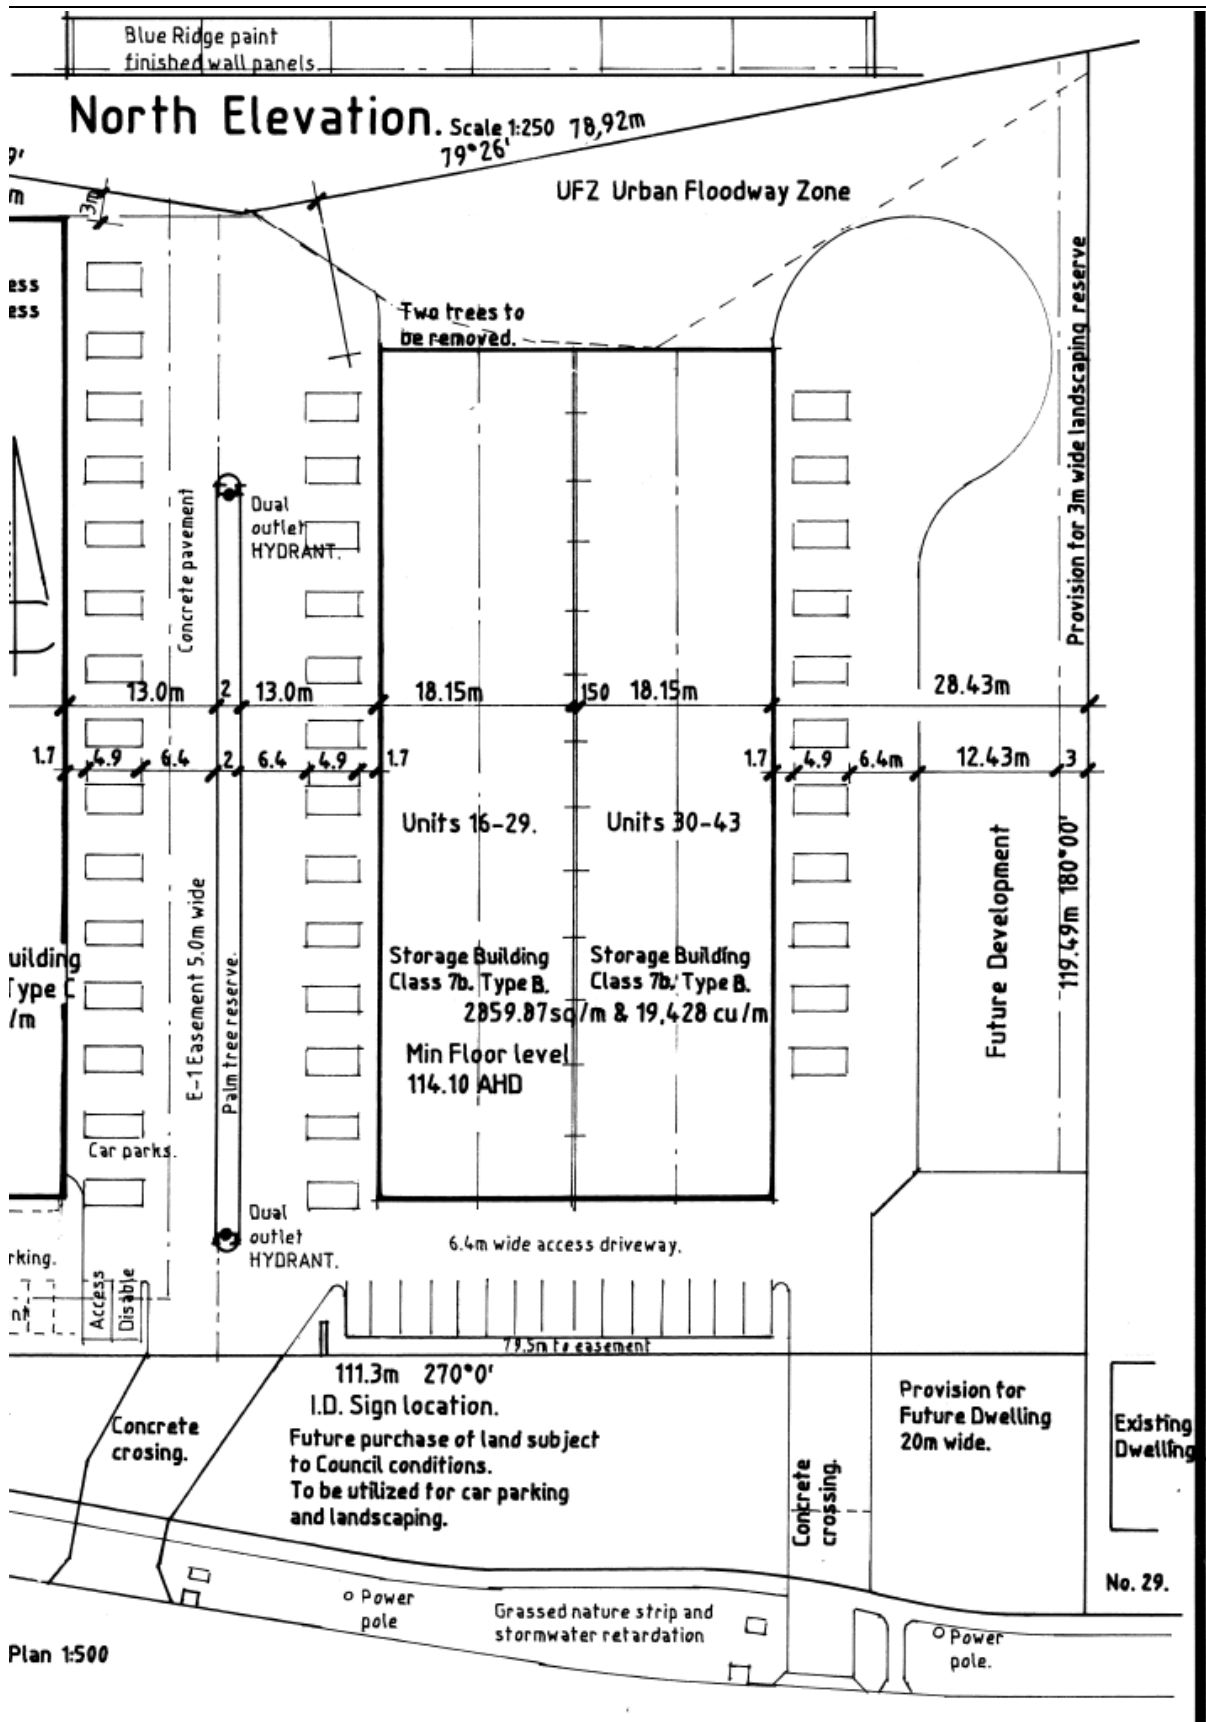 Blue Ridge paint
finished wall panels
North Elevation. Scale 1:250
78,92m
79°26'
9'
m
3m
UFZ Urban Floodway Zone
ess
ess
Two trees to
be removed.
Provision for 3m wide landscaping reserve
Concrete pavement
Dual
outlet
HYDRANT.
13.0m 2 13.0m 18.15m 150 18.15m 28.43m
1.7 4.9 6.4 2 6.4 4.9 1.7 1.7 4.9 6.4m 12.43m 3
Units 16-29. Units 30-43
119.49m 180°00'
Future Development
E-1 Easement 5.0m wide
Palm tree reserve.
uilding
Type C
/m
Storage Building
Class 7b. Type B.
Storage Building
Class 7b. Type B.
2859.87sq/m & 19,428 cu/m
Min Floor level
114.10 AHD
Car parks.
Dual
outlet
HYDRANT.
6.4m wide access driveway.
rking.
nt
Access
Disable
79.5m to easement
111.3m 270°0'
I.D. Sign location.
Future purchase of land subject
to Council conditions.
To be utilized for car parking
and landscaping.
Concrete
crosing.
Concrete
crossing.
Provision for
Future Dwelling
20m wide.
Existing
Dwelling
No. 29.
Power
pole
Grassed nature strip and
stormwater retardation
Power
pole.
Plan 1:500